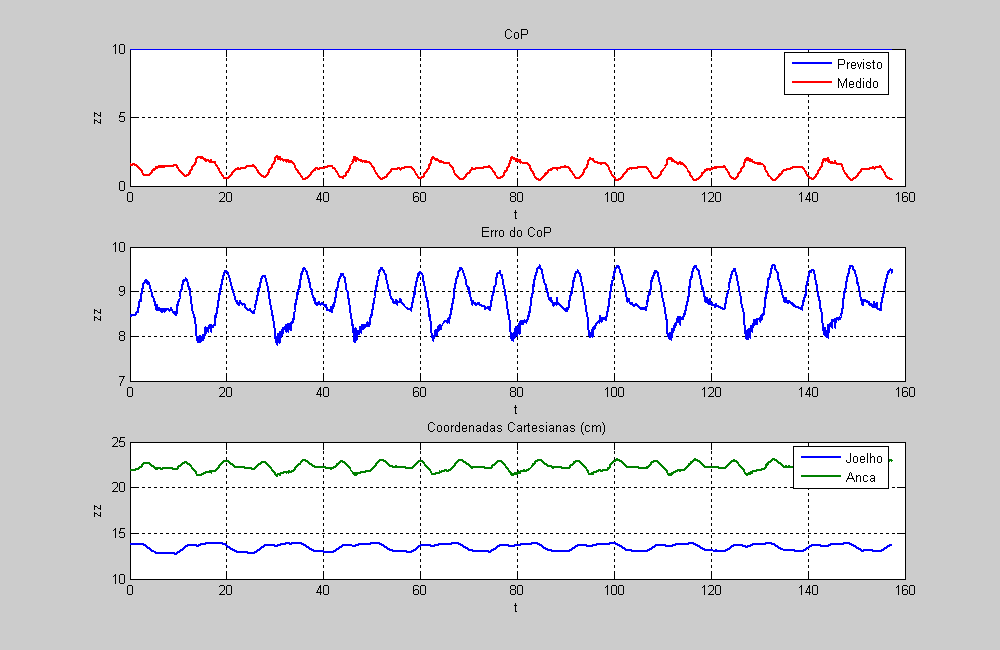 CoP
10
5
0
zz
Previsto
Medido
0 20 40 60 80 100 120 140 160
t
Erro do CoP
10
9
8
7
zz
0 20 40 60 80 100 120 140 160
t
Coordenadas Cartesianas (cm)
25
20
15
10
zz
Joelho
Anca
0 20 40 60 80 100 120 140 160
t